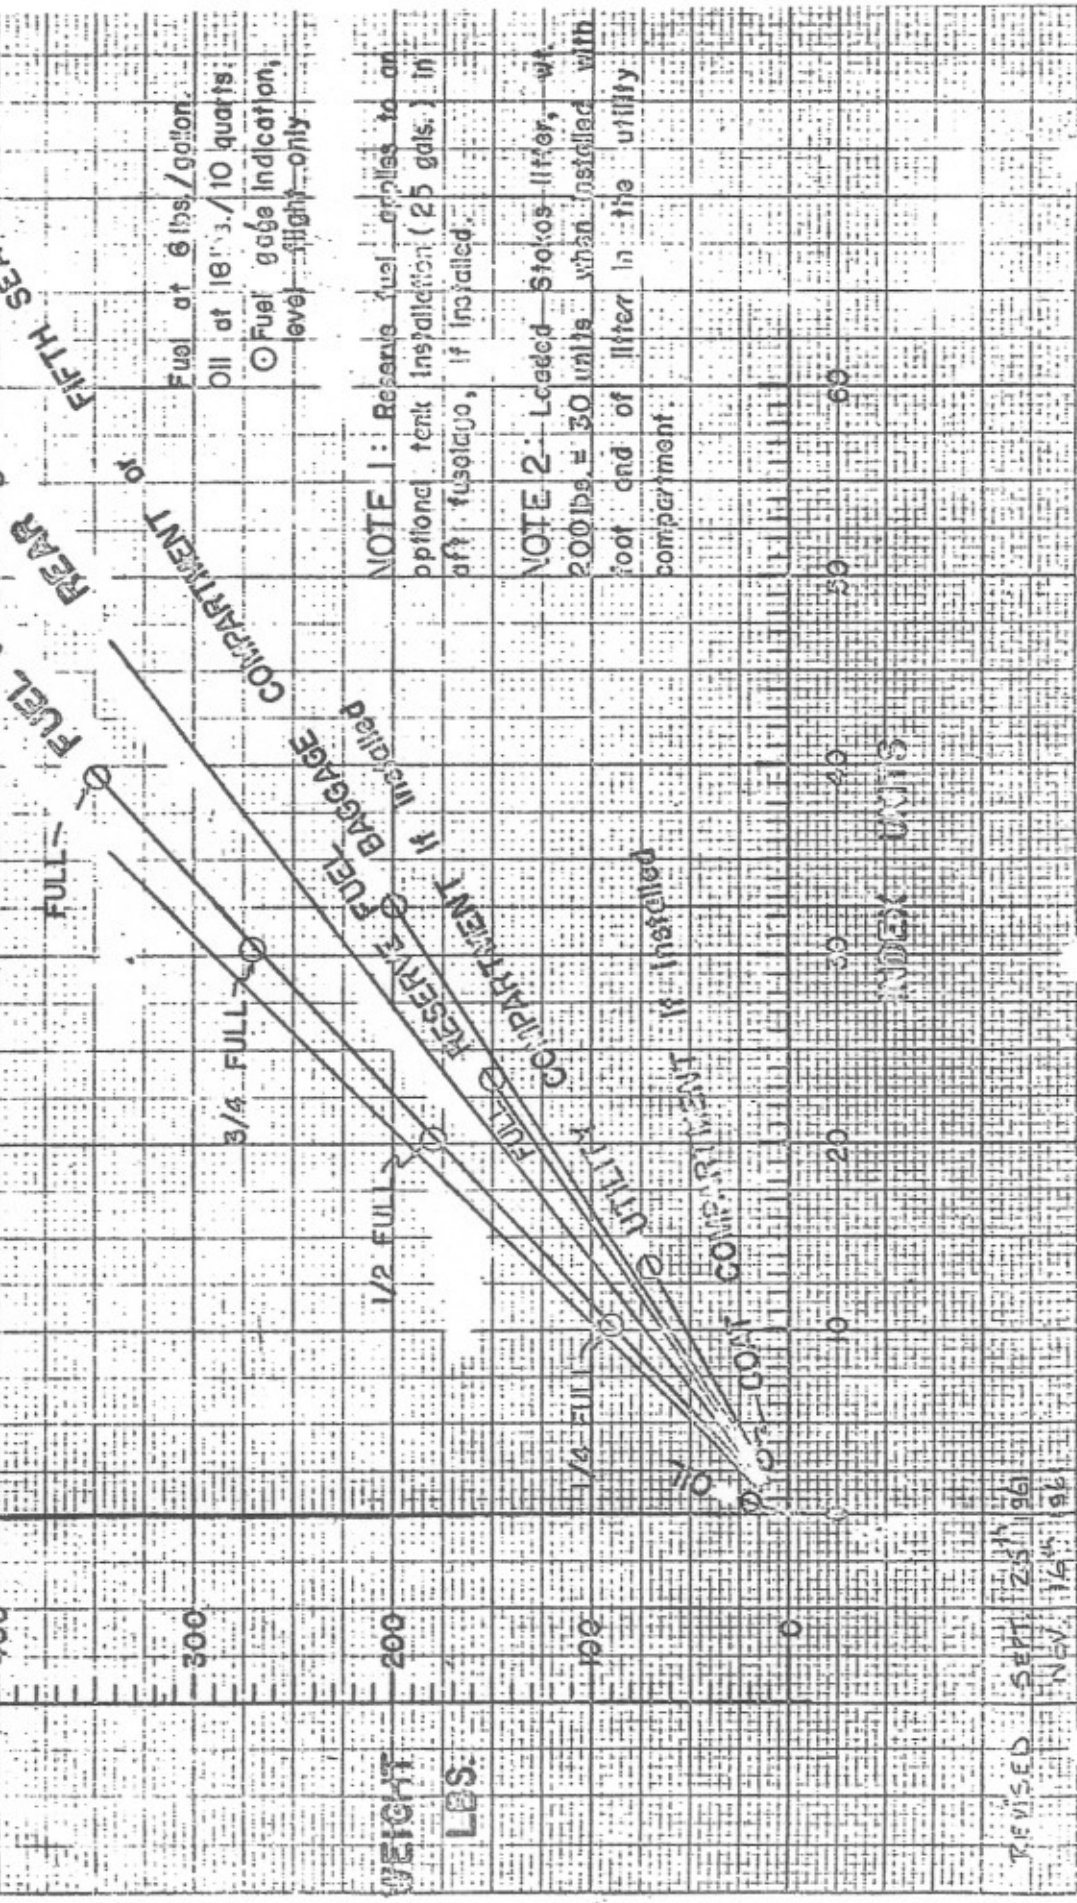 400
300
200
100
0
WEIGHT
LBS.
10
20
30
40
50
60
INDEX UNITS
FULL
FUEL
3/4 FULL
1/2 FULL
1/4 FULL
OIL
REAR
FIFTH SEA
BAGGAGE COMPARTMENT or
FULL RESERVE FUEL
UTILITY COMPARTMENT If Installed
COAT COMPARTMENT If Installed
Fuel at 6 lbs./gallon.
Oil at 18 lbs./10 quarts.
Fuel gage Indication,
level flight only
NOTE 1: Reserve fuel applies to an
optional tank installation (25 gals.) in
aft fuselage, if installed.
NOTE 2: Loaded Stokes litter, wt.
200 lbs. = 30 units when installed with
foot end of litter in the utility
compartment.
REVISED SEPT. 25th 1961
NOV. 16th 196